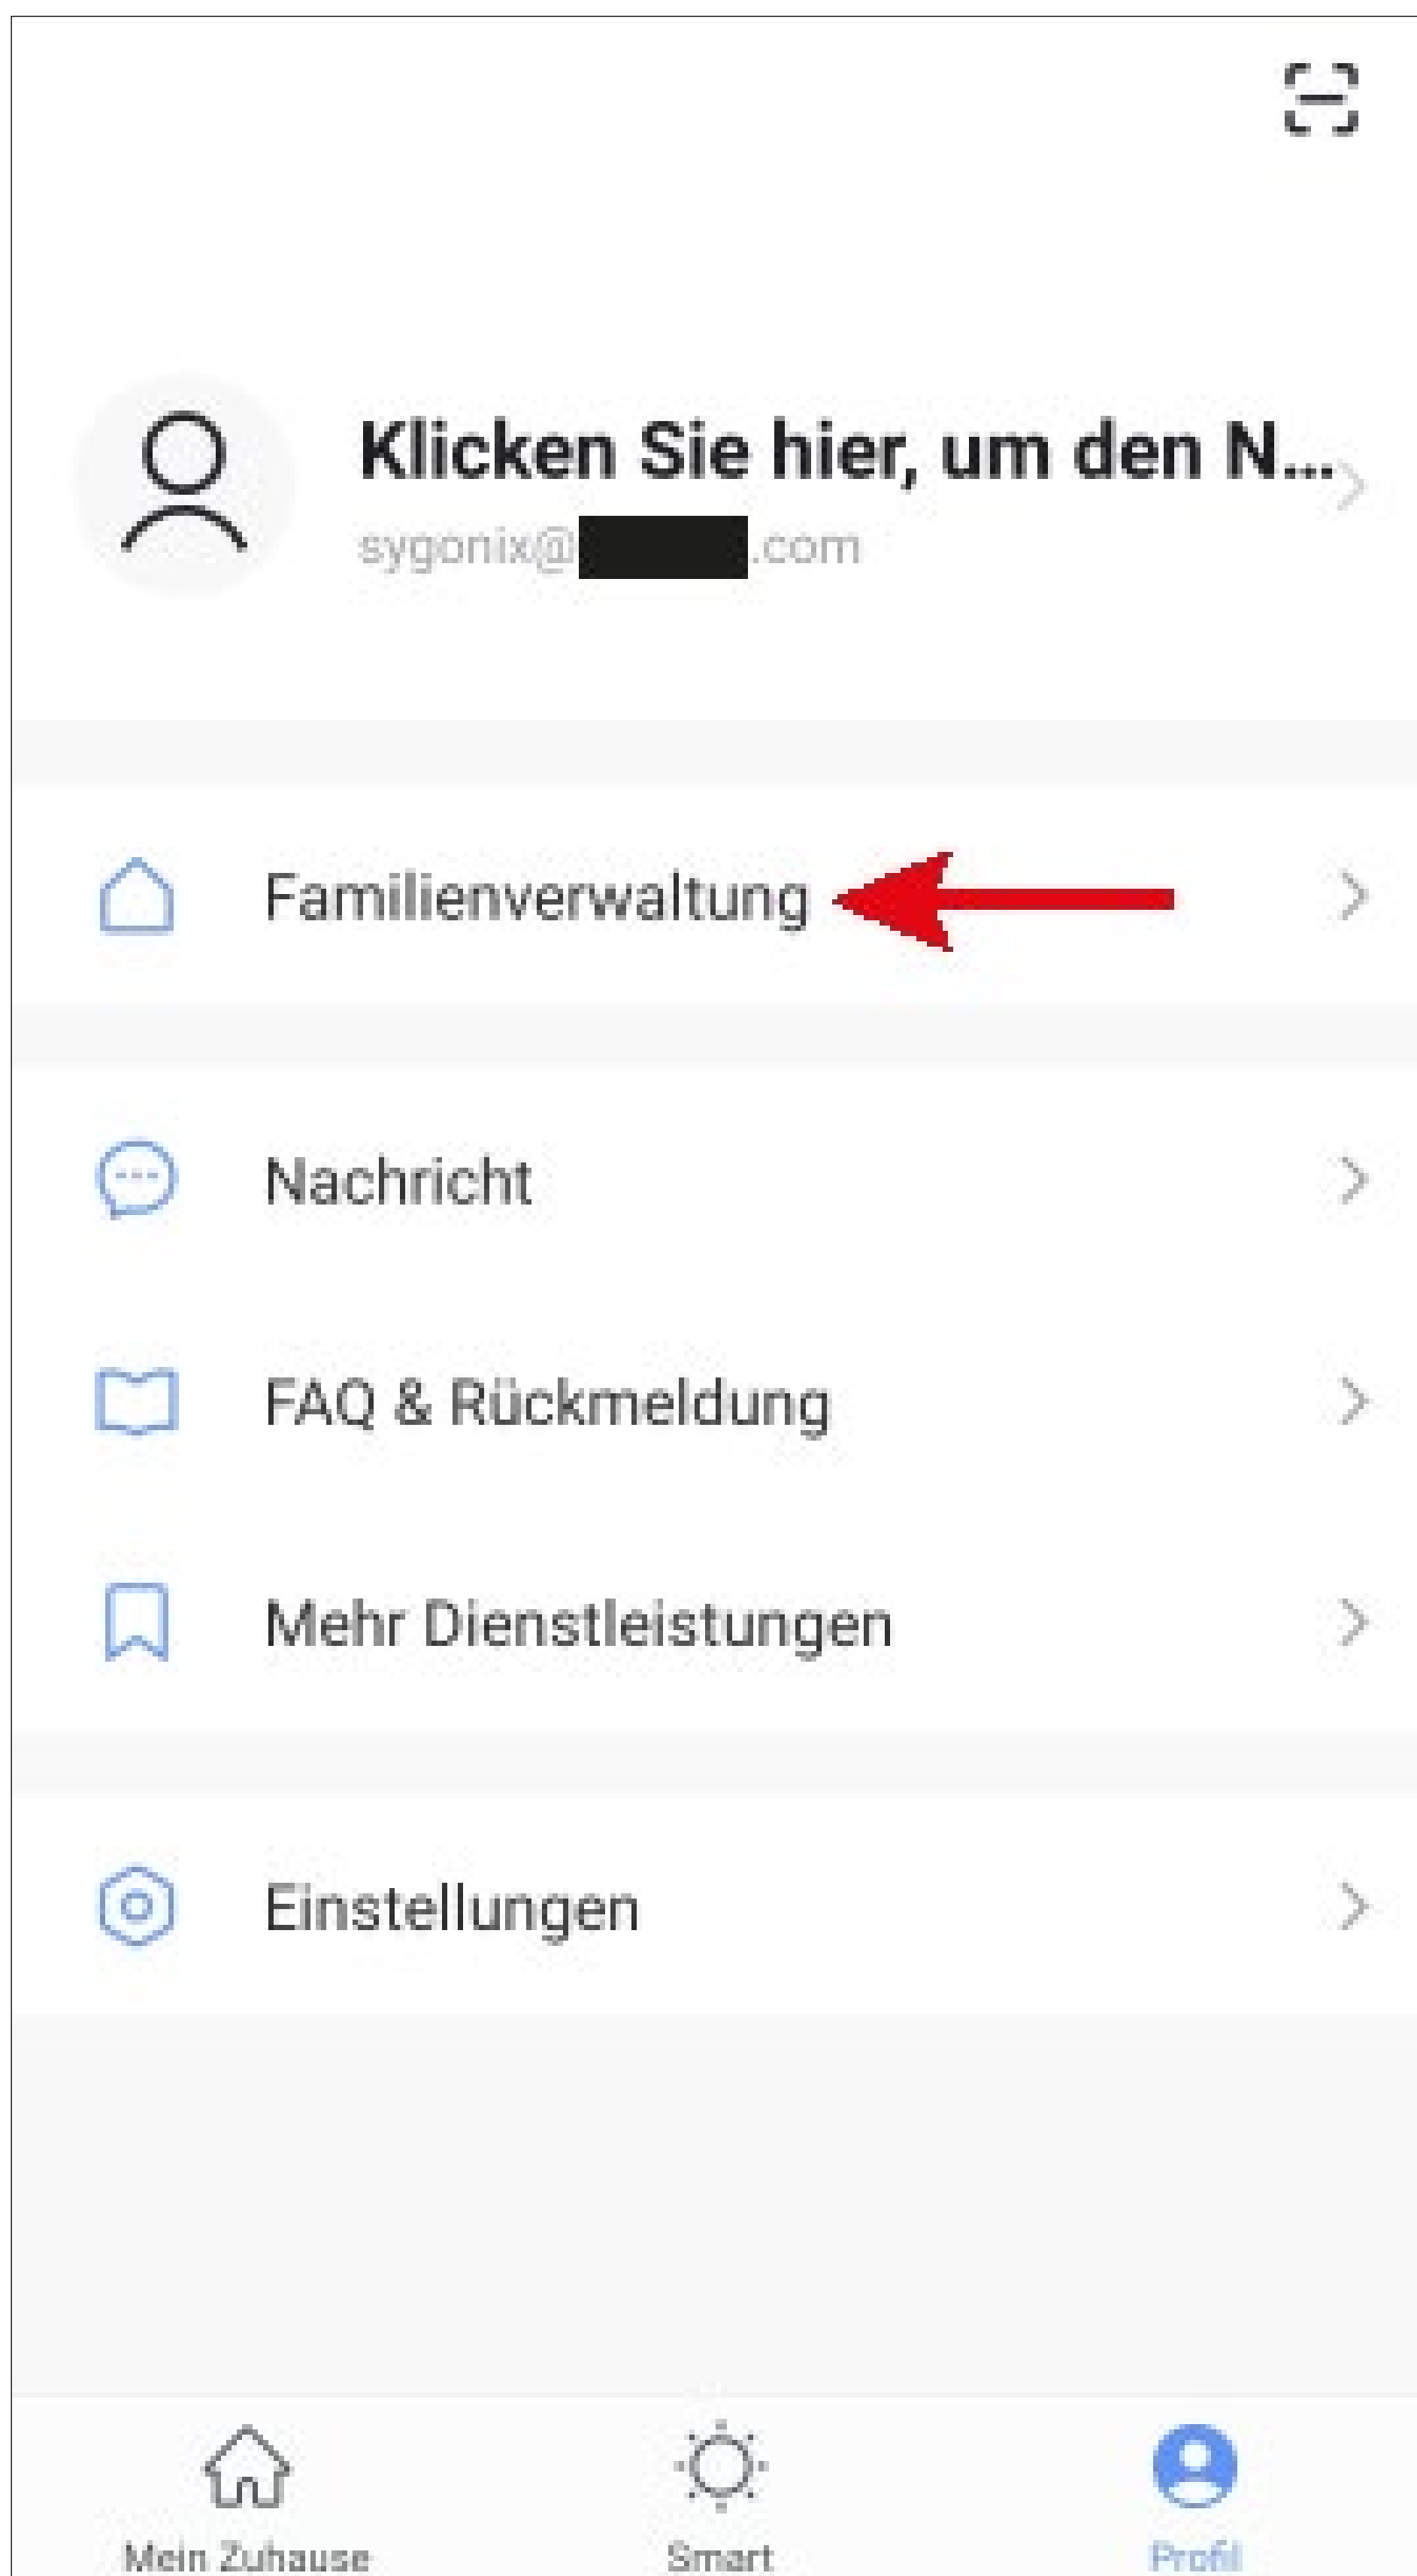 Klicken Sie hier, um den N...
sygonix@ .com
Familienverwaltung
Nachricht
FAQ & Rückmeldung
Mehr Dienstleistungen
Einstellungen
Mein Zuhause
Smart
Profil